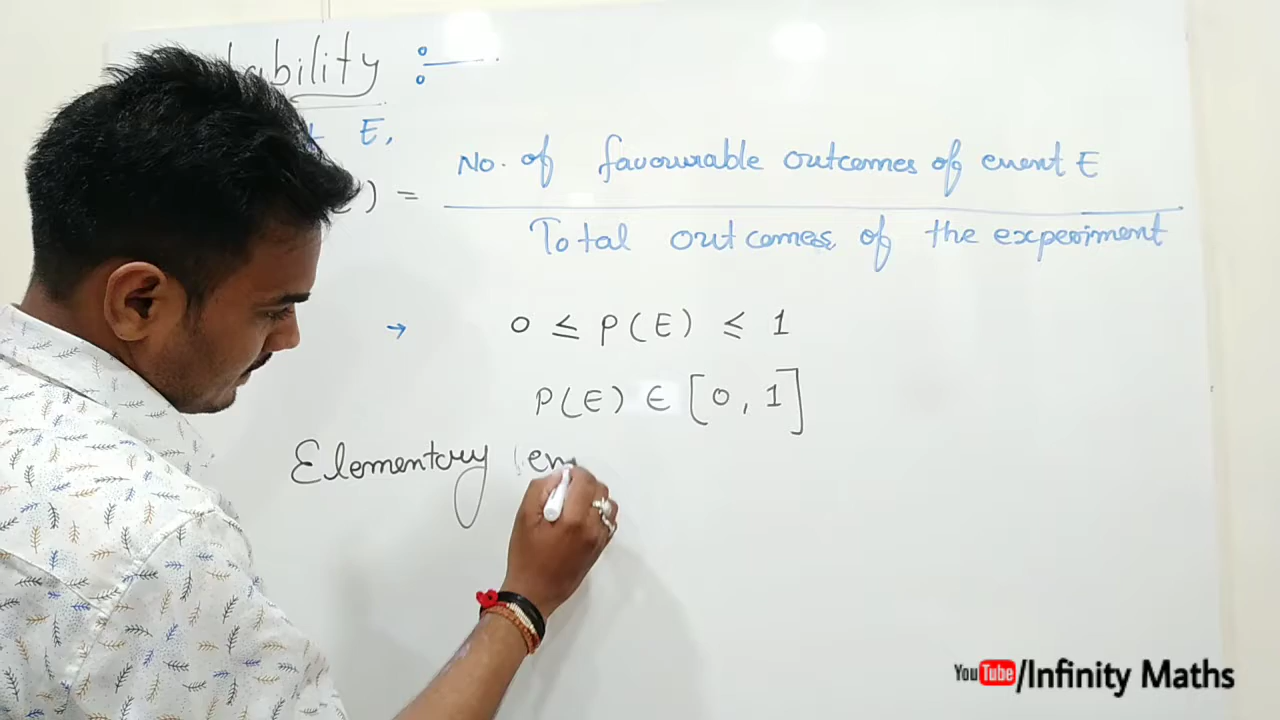 ability :—
E,
) = No. of favourable outcomes of event E
Total outcomes of the experiment
→ 0 ≤ P(E) ≤ 1
P(E) ∈ [0, 1]
Elementary
YouTube/Infinity Maths